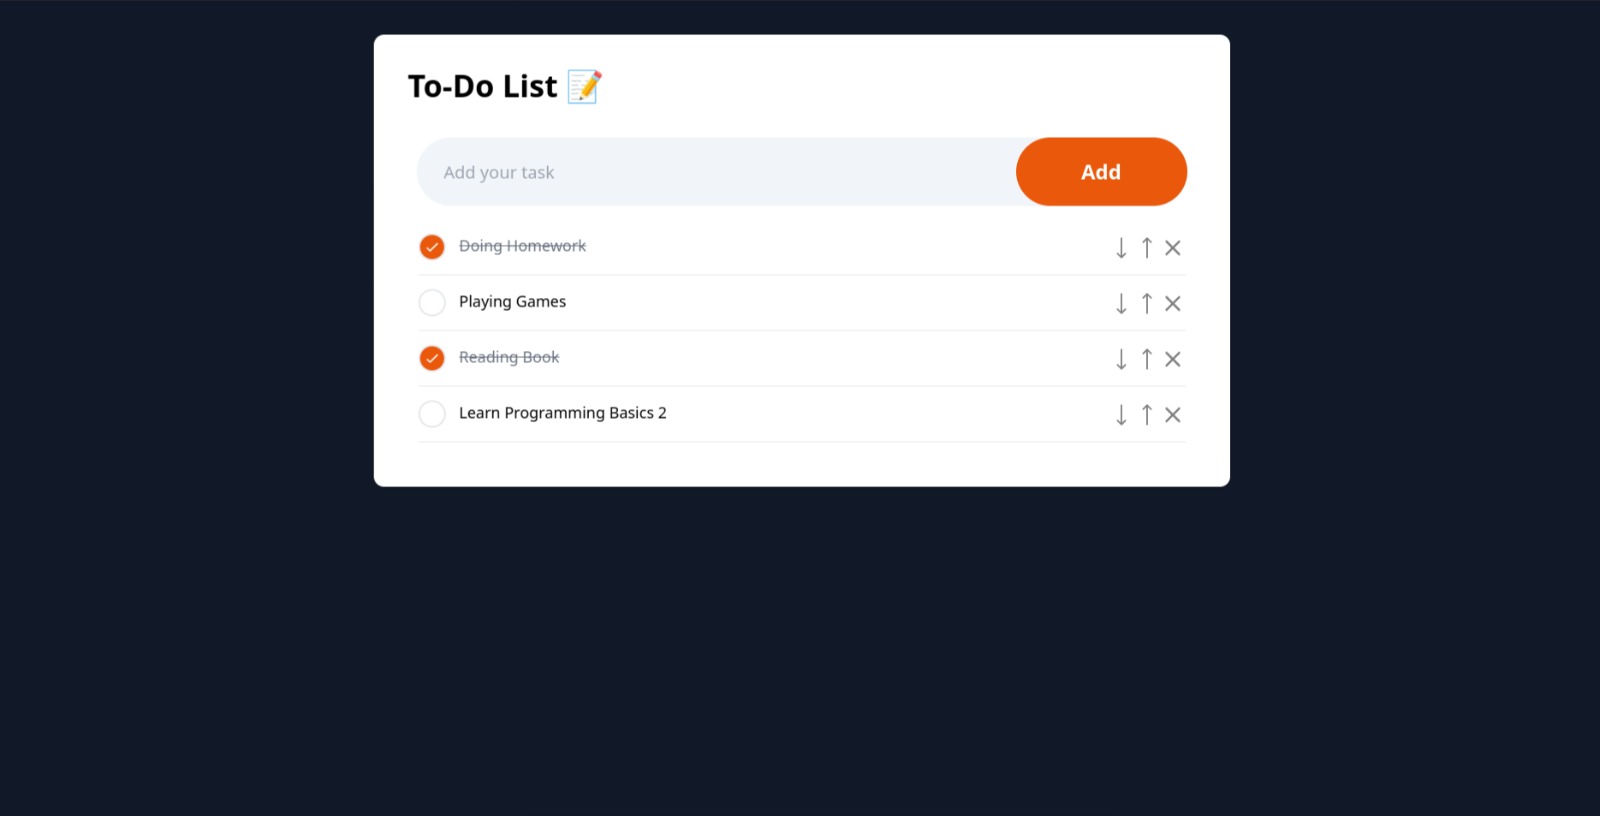 To-Do List 📝
Add your task
Add
Doing Homework
Playing Games
Reading Book
Learn Programming Basics 2